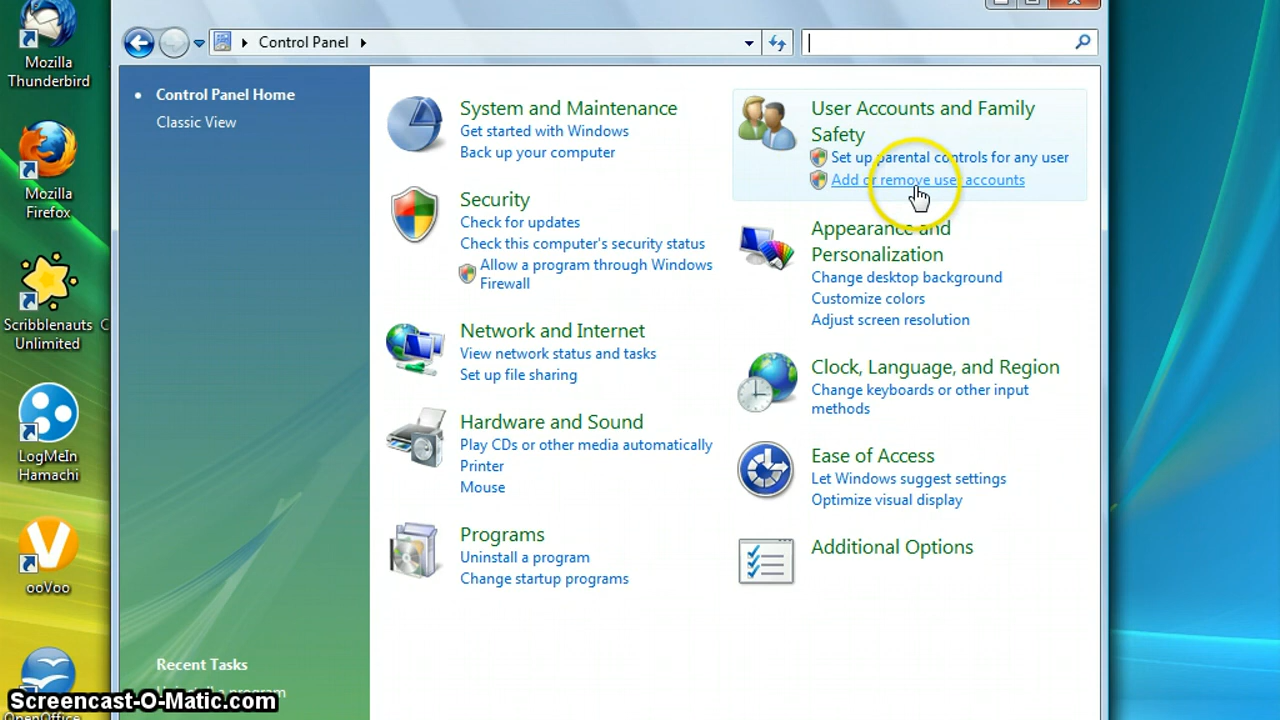 Mozilla
Thunderbird
Mozilla
Firefox
Scribblenauts
Unlimited
C
LogMeIn
Hamachi
ooVoo
OpenOffice
Control Panel
Control Panel Home
Classic View
Recent Tasks
Uninstall a program
System and Maintenance
Get started with Windows
Back up your computer
Security
Check for updates
Check this computer's security status
Allow a program through Windows
Firewall
Network and Internet
View network status and tasks
Set up file sharing
Hardware and Sound
Play CDs or other media automatically
Printer
Mouse
Programs
Uninstall a program
Change startup programs
User Accounts and Family
Safety
Set up parental controls for any user
Add or remove user accounts
Appearance and
Personalization
Change desktop background
Customize colors
Adjust screen resolution
Clock, Language, and Region
Change keyboards or other input
methods
Ease of Access
Let Windows suggest settings
Optimize visual display
Additional Options
Screencast-O-Matic.com